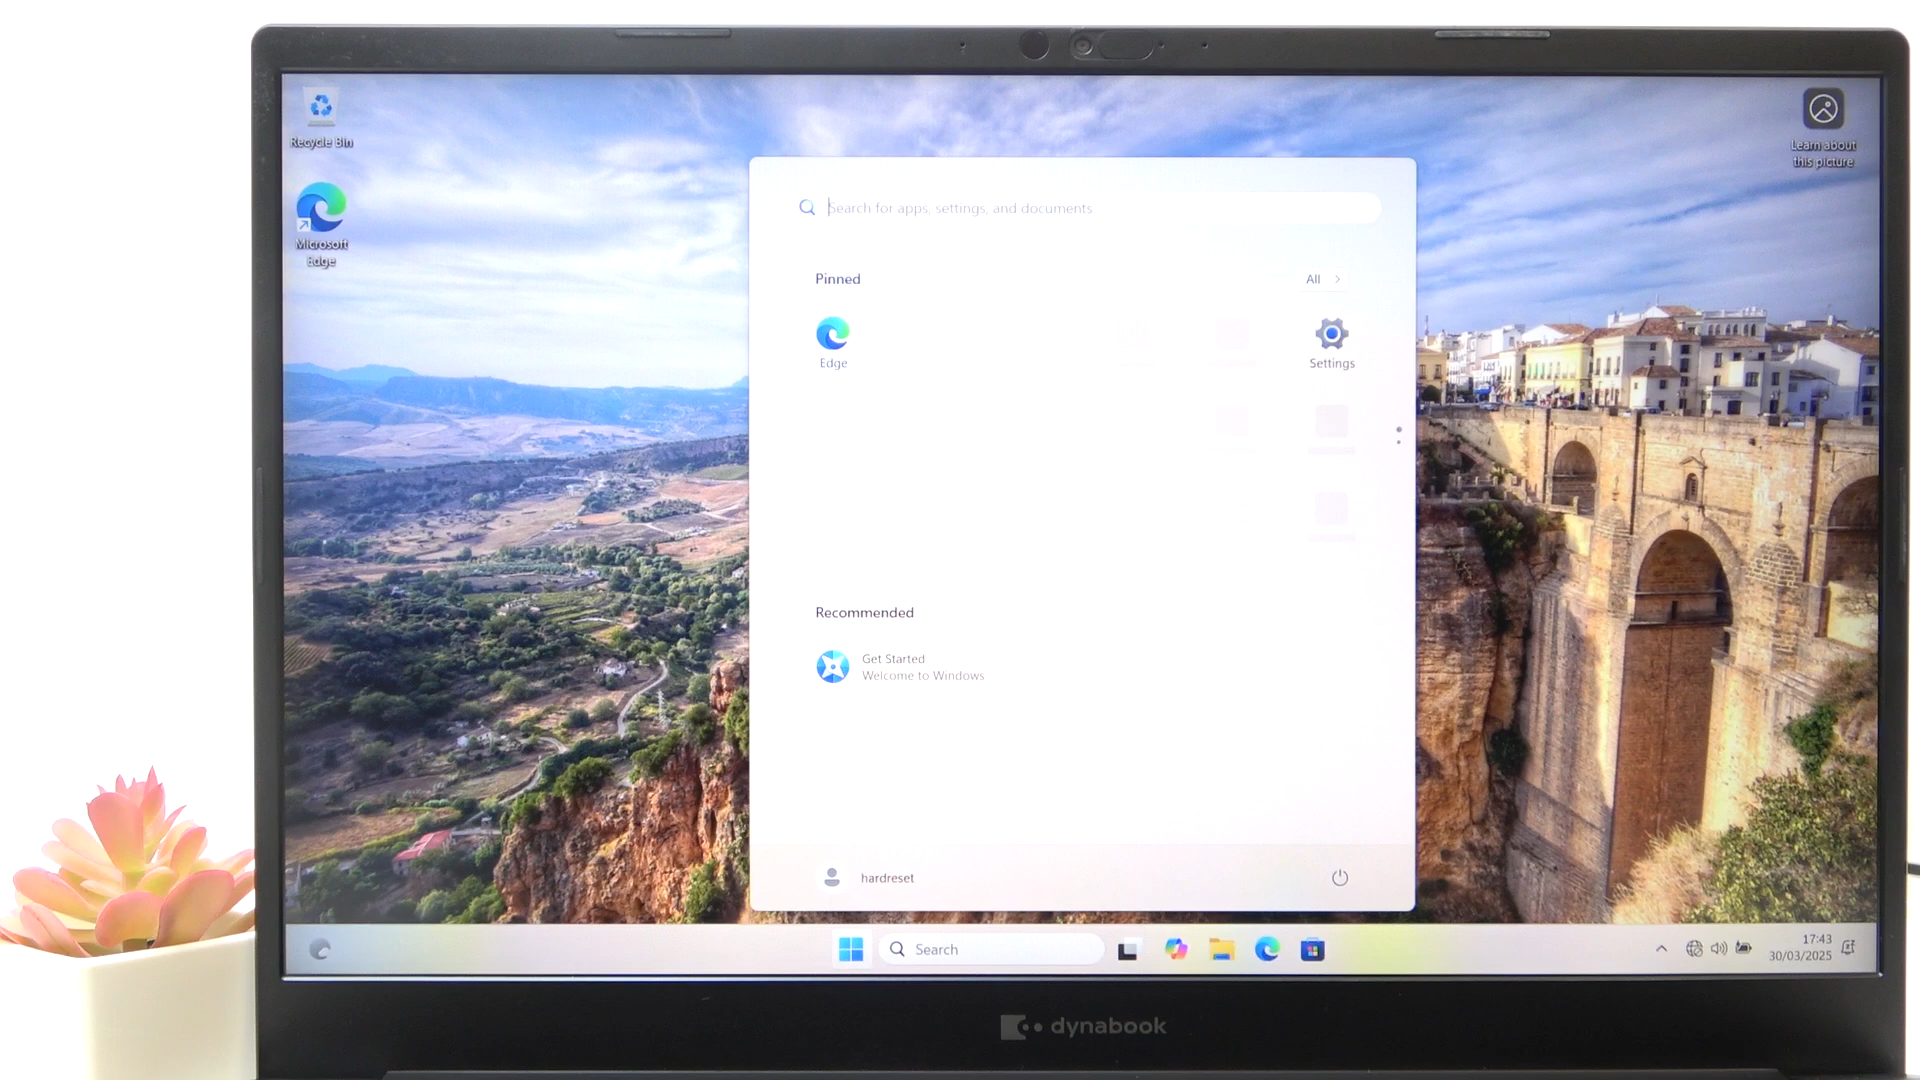 Recycle Bin
Microsoft
Edge
Learn about
this picture
Search for apps, settings, and documents
Pinned
All
Edge
Settings
Recommended
Get Started
Welcome to Windows
hardreset
Search
17:43
30/03/2025
dynabook